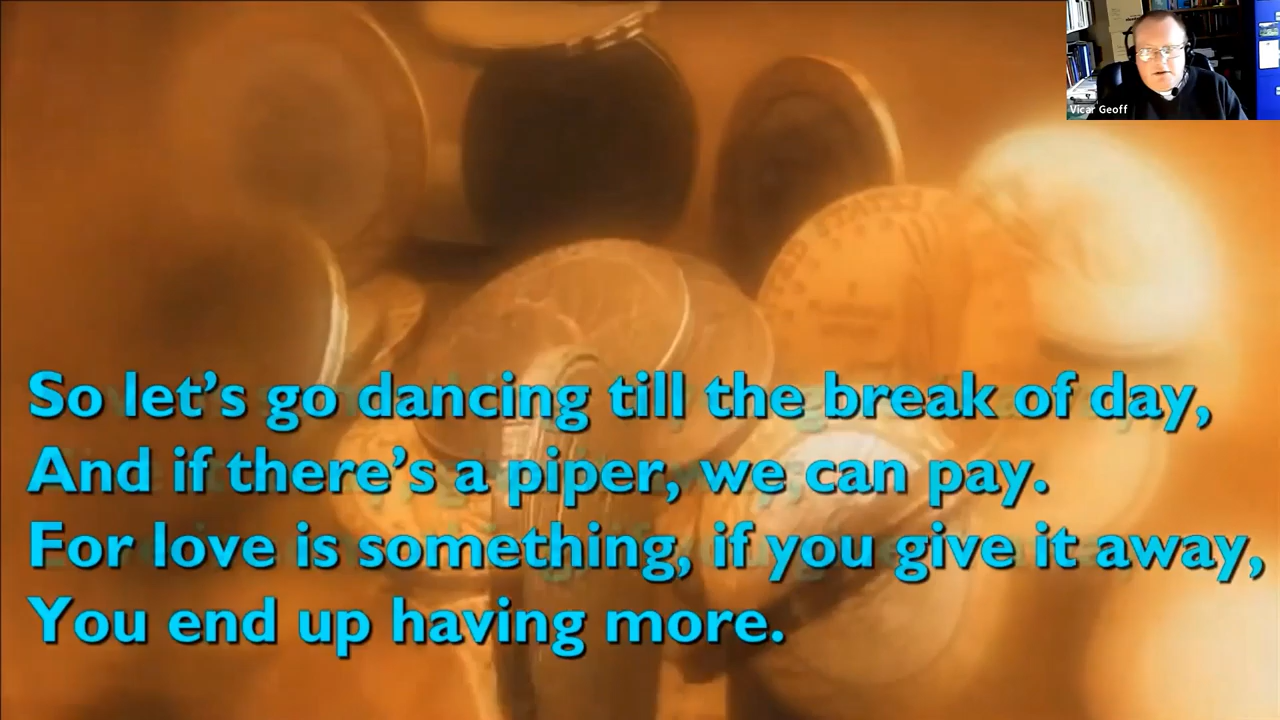 Vicar Geoff
So let's go dancing till the break of day,
And if there's a piper, we can pay.
For love is something, if you give it away,
You end up having more.